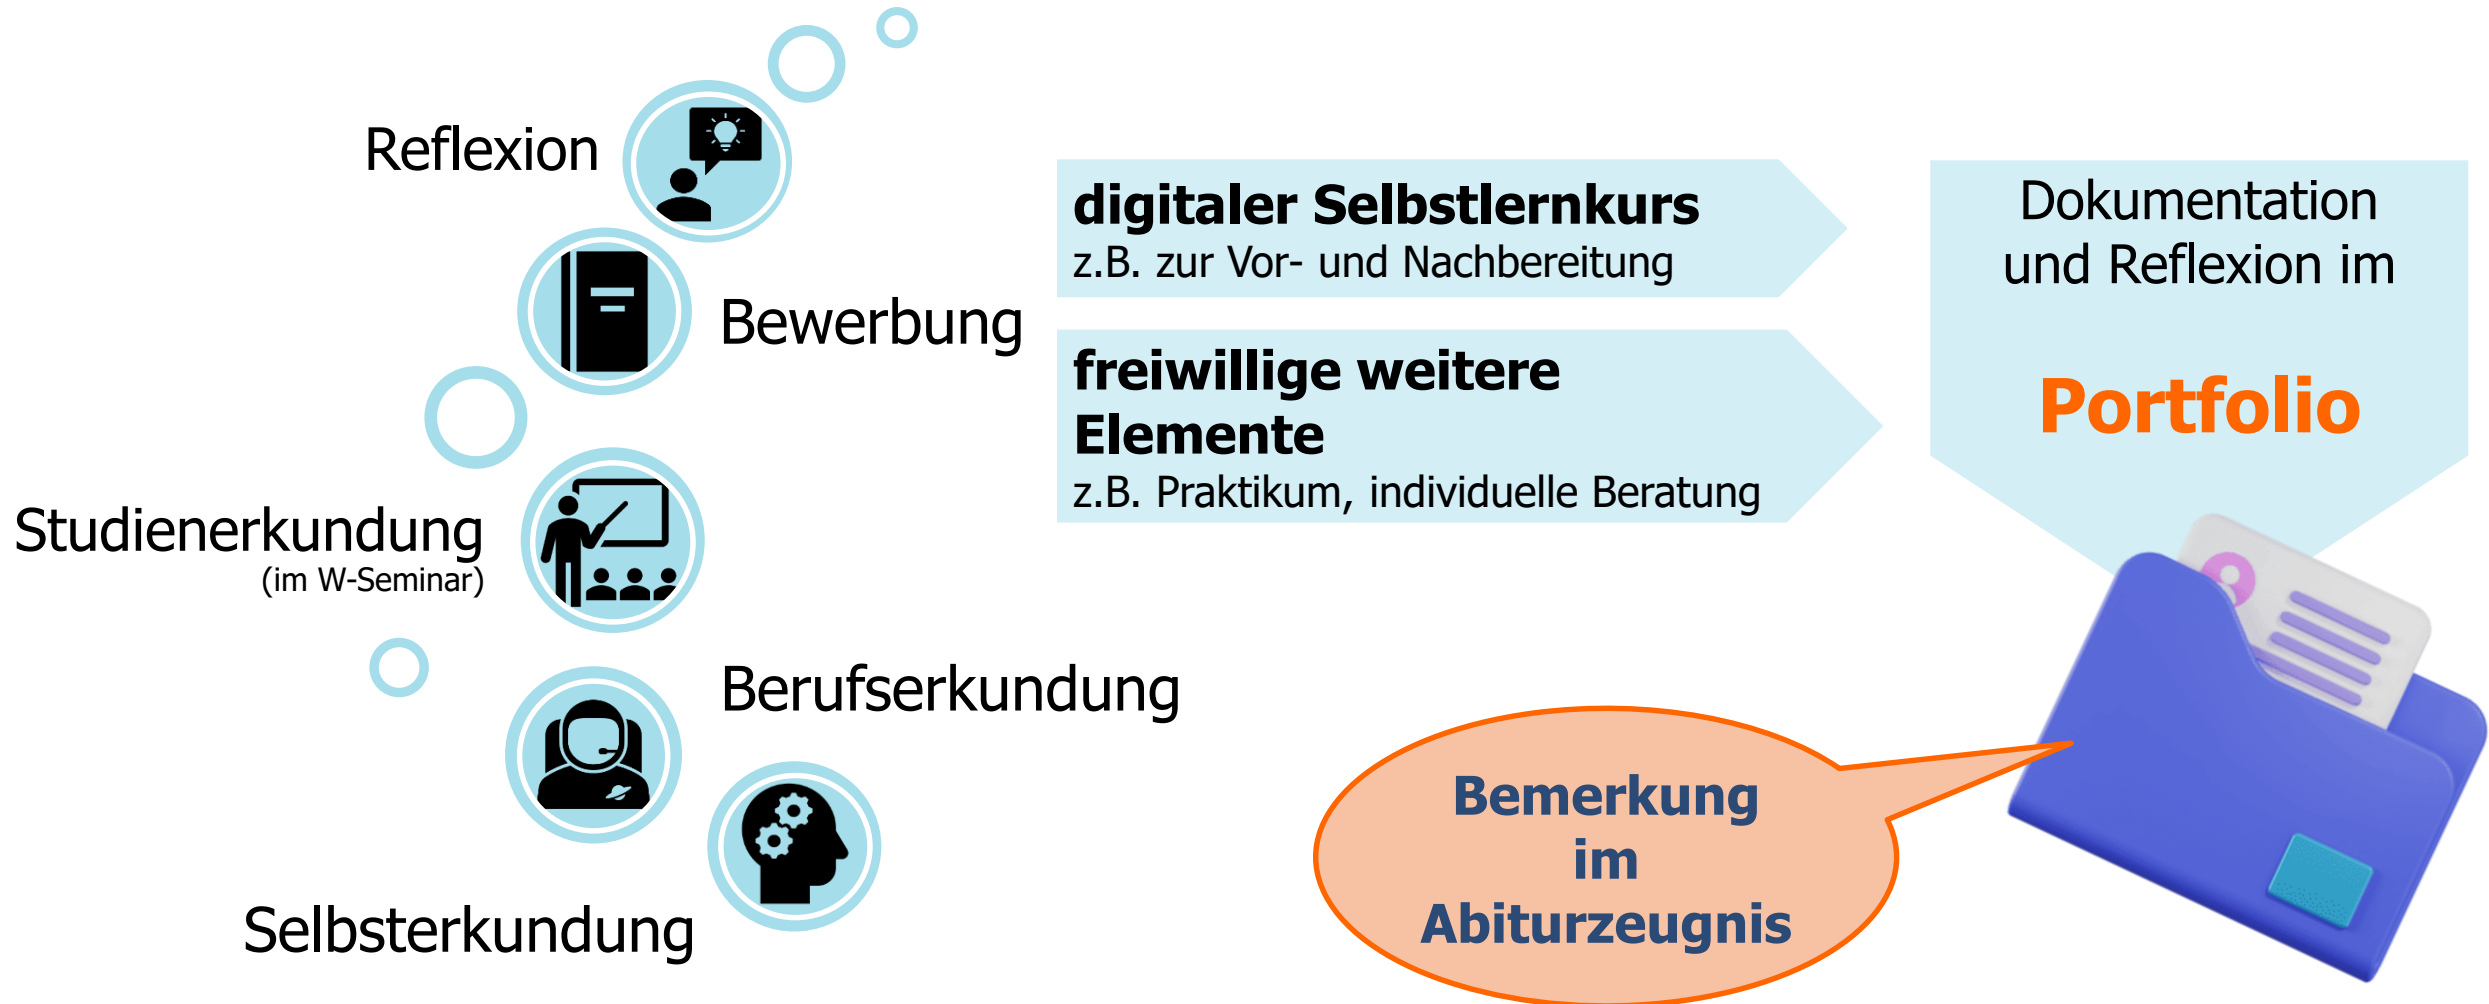 Reflexion
Bewerbung
Studienerkundung
(im W-Seminar)
Berufserkundung
Selbsterkundung
digitaler Selbstlernkurs
z.B. zur Vor- und Nachbereitung
freiwillige weitere
Elemente
z.B. Praktikum, individuelle Beratung
Dokumentation
und Reflexion im
Portfolio
Bemerkung
im
Abiturzeugnis